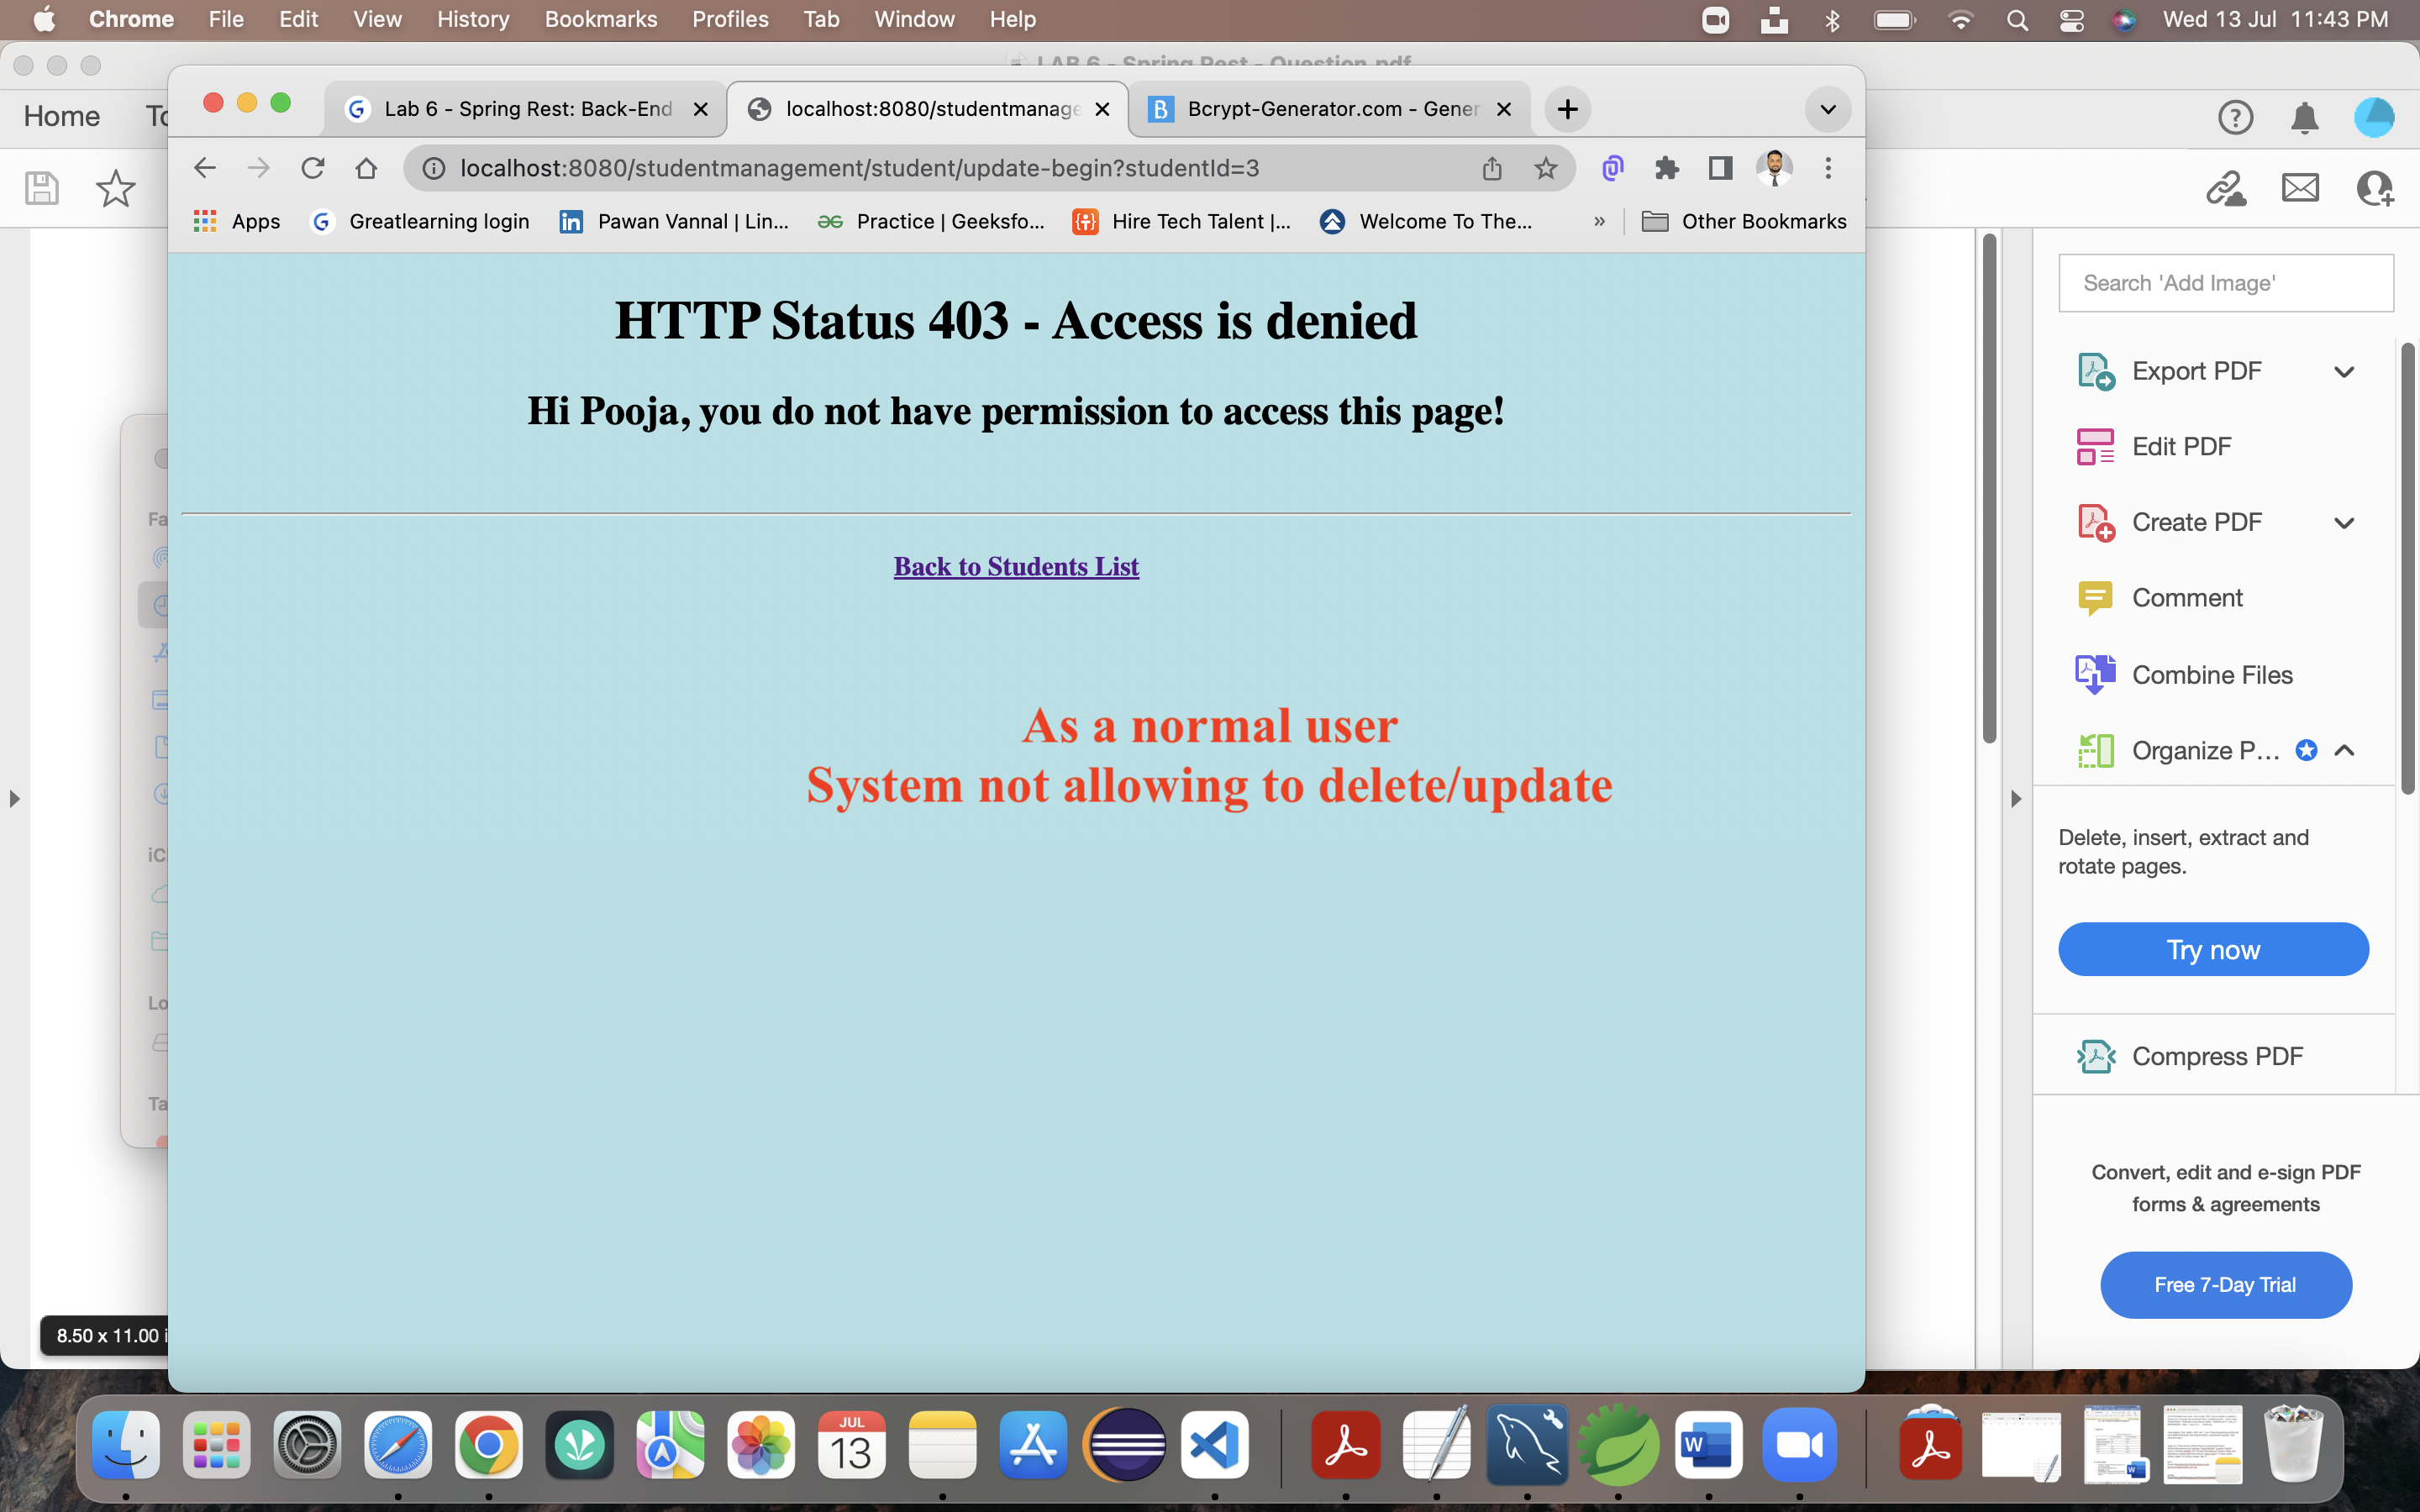 Chrome File Edit View History Bookmarks Profiles Tab Window Help Wed 13 Jul 11:43 PM
LAB 6 - Spring Rest - Question.pdf
Home
Lab 6 - Spring Rest: Back-End
localhost:8080/studentmanage
Bcrypt-Generator.com - Gener
localhost:8080/studentmanagement/student/update-begin?studentId=3
Apps
Greatlearning login
Pawan Vannal | Lin...
Practice | Geeksfo...
Hire Tech Talent |...
Welcome To The...
»
Other Bookmarks
HTTP Status 403 - Access is denied
Hi Pooja, you do not have permission to access this page!
Back to Students List
As a normal user
System not allowing to delete/update
Fa
iC
Lo
Ta
8.50 x 11.00 i
Search 'Add Image'
Export PDF
Edit PDF
Create PDF
Comment
Combine Files
Organize P...
Delete, insert, extract and
rotate pages.
Try now
Compress PDF
Convert, edit and e-sign PDF
forms & agreements
Free 7-Day Trial
JUL
13